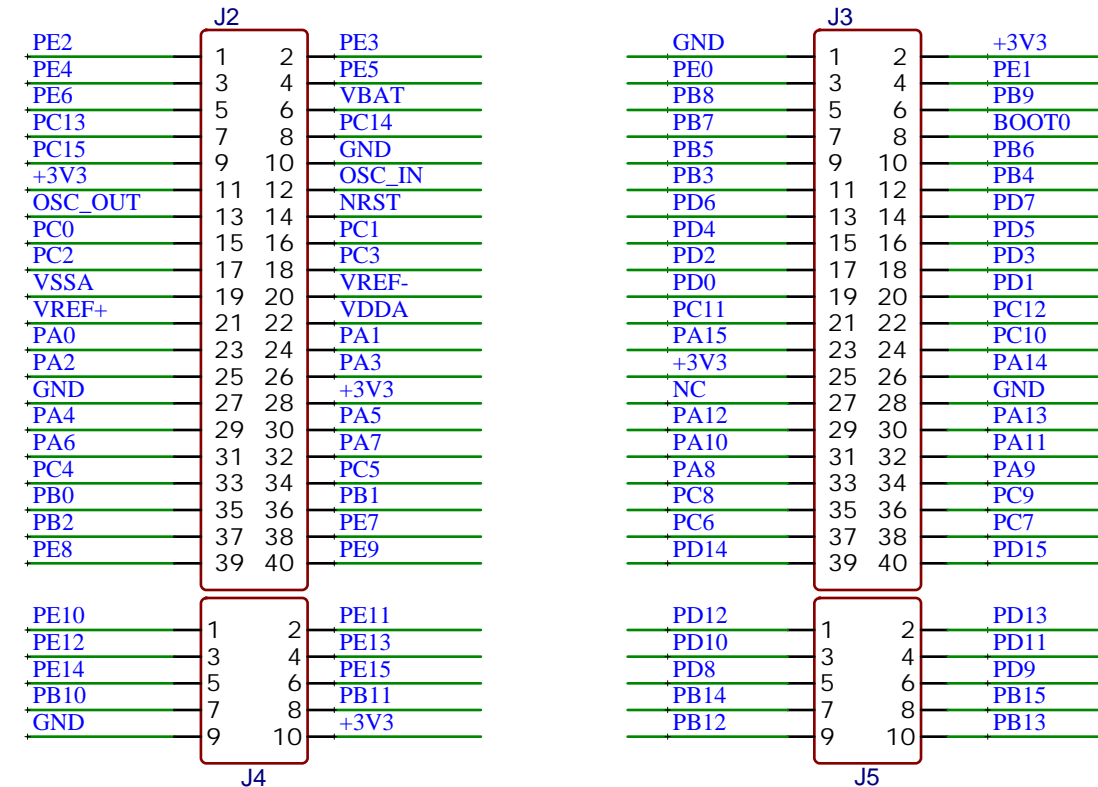 J2 J3
PE2 1 2 PE3 GND 1 2 +3V3
PE4 3 4 PE5 PE0 3 4 PE1
PE6 5 6 VBAT PB8 5 6 PB9
PC13 7 8 PC14 PB7 7 8 BOOT0
PC15 9 10 GND PB5 9 10 PB6
+3V3 11 12 OSC_IN PB3 11 12 PB4
OSC_OUT 13 14 NRST PD6 13 14 PD7
PC0 15 16 PC1 PD4 15 16 PD5
PC2 17 18 PC3 PD2 17 18 PD3
VSSA 19 20 VREF- PD0 19 20 PD1
VREF+ 21 22 VDDA PC11 21 22 PC12
PA0 23 24 PA1 PA15 23 24 PC10
PA2 25 26 PA3 +3V3 25 26 PA14
GND 27 28 +3V3 NC 27 28 GND
PA4 29 30 PA5 PA12 29 30 PA13
PA6 31 32 PA7 PA10 31 32 PA11
PC4 33 34 PC5 PA8 33 34 PA9
PB0 35 36 PB1 PC8 35 36 PC9
PB2 37 38 PE7 PC6 37 38 PC7
PE8 39 40 PE9 PD14 39 40 PD15
PE10 1 2 PE11 PD12 1 2 PD13
PE12 3 4 PE13 PD10 3 4 PD11
PE14 5 6 PE15 PD8 5 6 PD9
PB10 7 8 PB11 PB14 7 8 PB15
GND 9 10 +3V3 PB12 9 10 PB13
J4 J5